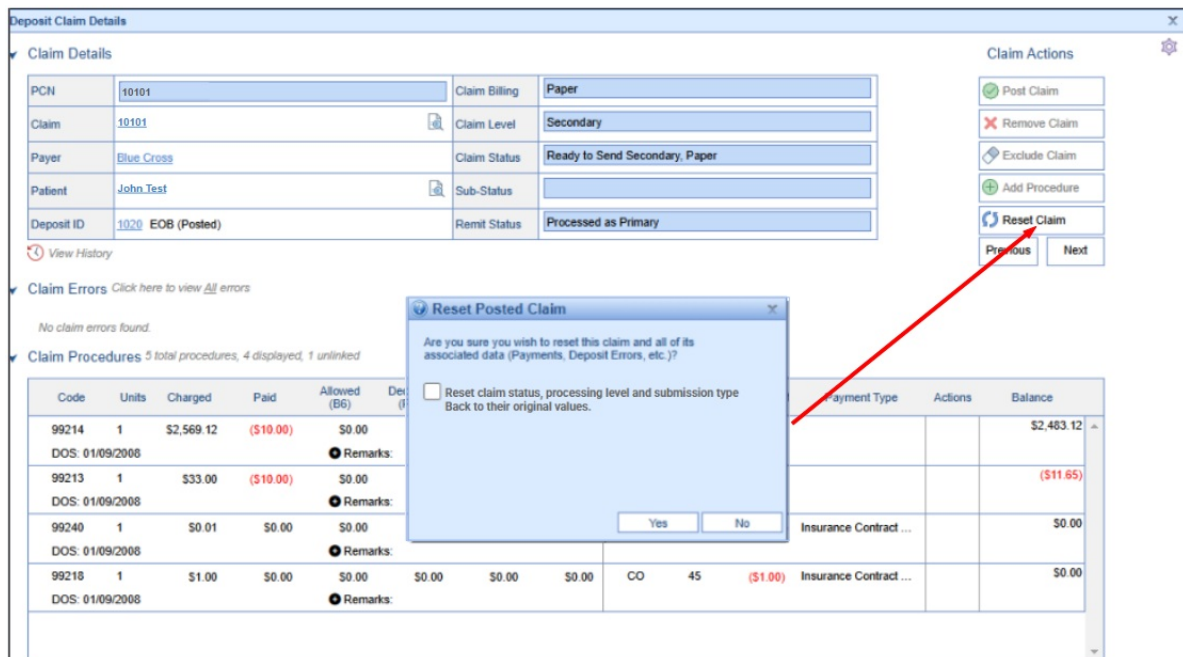 Deposit Claim Details
Claim Details
Claim Actions
PCN 10101 Claim Billing Paper
Post Claim
Claim 10101 Claim Level Secondary
Remove Claim
Payer Blue Cross Claim Status Ready to Send Secondary, Paper
Exclude Claim
Patient John Test Sub-Status
Add Procedure
Deposit ID 1020 EOB (Posted) Remit Status Processed as Primary
Reset Claim
View History
Previous Next
Claim Errors Click here to view All errors
No claim errors found.
Claim Procedures 5 total procedures, 4 displayed, 1 unlinked
Reset Posted Claim
Are you sure you wish to reset this claim and all of its
associated data (Payments, Deposit Errors, etc.)?
Reset claim status, processing level and submission type
Back to their original values.
Yes No
Code Units Charged Paid Allowed (B6) Payment Type Actions Balance
99214 1 $2,569.12 ($10.00) $0.00 $2,483.12
DOS: 01/09/2008 Remarks:
99213 1 $33.00 ($10.00) $0.00 ($11.65)
DOS: 01/09/2008 Remarks:
99240 1 $0.01 $0.00 $0.00 Insurance Contract ... $0.00
DOS: 01/09/2008 Remarks:
99218 1 $1.00 $0.00 $0.00 $0.00 $0.00 $0.00 CO 45 ($1.00) Insurance Contract ... $0.00
DOS: 01/09/2008 Remarks: